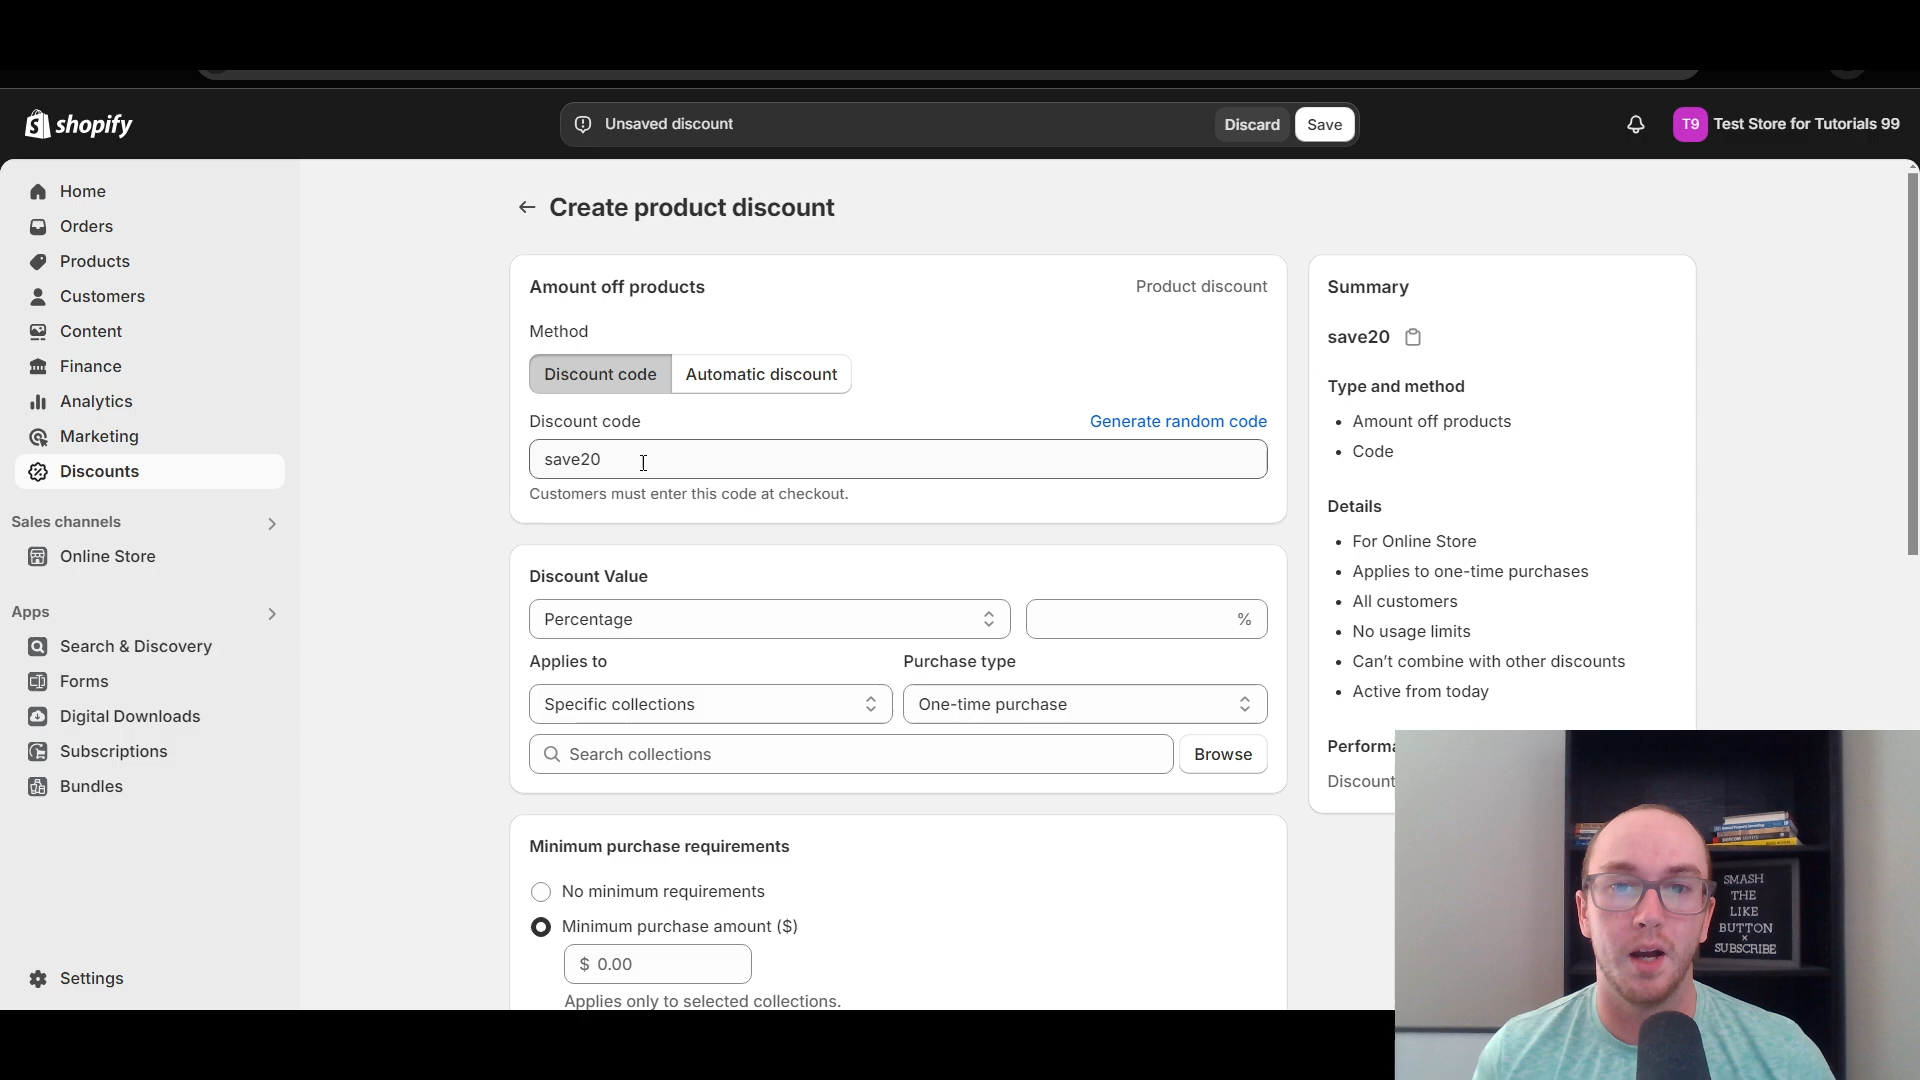 shopify
Unsaved discount
Discard
Save
T9
Test Store for Tutorials 99
Home
Orders
Products
Customers
Content
Finance
Analytics
Marketing
Discounts
Sales channels
Online Store
Apps
Search & Discovery
Forms
Digital Downloads
Subscriptions
Bundles
Settings
Create product discount
Amount off products
Product discount
Method
Discount code
Automatic discount
Discount code
Generate random code
save20
Customers must enter this code at checkout.
Discount Value
Percentage
%
Applies to
Purchase type
Specific collections
One-time purchase
Search collections
Browse
Minimum purchase requirements
No minimum requirements
Minimum purchase amount ($)
$ 0.00
Applies only to selected collections.
Summary
save20
Type and method
• Amount off products
• Code
Details
• For Online Store
• Applies to one-time purchases
• All customers
• No usage limits
• Can't combine with other discounts
• Active from today
Performa
Discount
SMASH
THE
LIKE
BUTTON
×
SUBSCRIBE